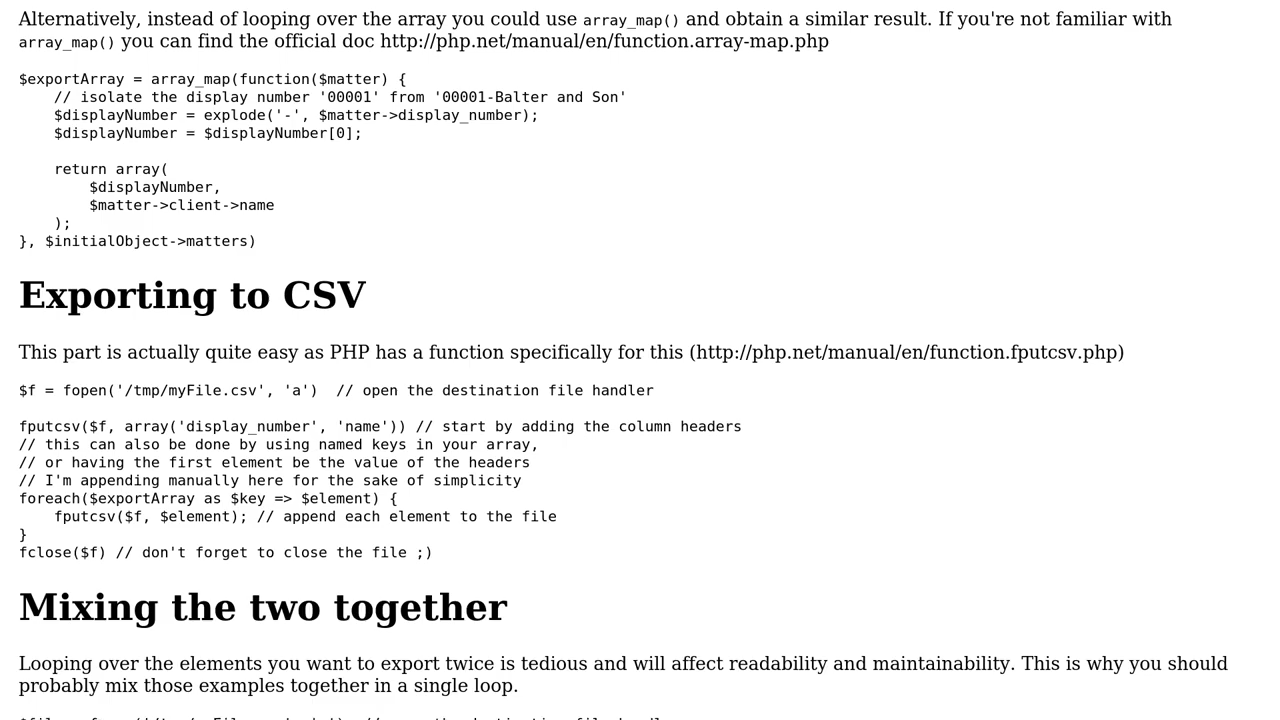 Alternatively, instead of looping over the array you could use array_map() and obtain a similar result. If you're not familiar with
array_map() you can find the official doc http://php.net/manual/en/function.array-map.php
$exportArray = array_map(function($matter) {
    // isolate the display number '00001' from '00001-Balter and Son'
    $displayNumber = explode('-', $matter->display_number);
    $displayNumber = $displayNumber[0];
    return array(
        $displayNumber,
        $matter->client->name
    );
}, $initialObject->matters)
Exporting to CSV
This part is actually quite easy as PHP has a function specifically for this (http://php.net/manual/en/function.fputcsv.php)
$f = fopen('/tmp/myFile.csv', 'a')  // open the destination file handler
fputcsv($f, array('display_number', 'name')) // start by adding the column headers
// this can also be done by using named keys in your array,
// or having the first element be the value of the headers
// I'm appending manually here for the sake of simplicity
foreach($exportArray as $key => $element) {
    fputcsv($f, $element); // append each element to the file
}
fclose($f) // don't forget to close the file ;)
Mixing the two together
Looping over the elements you want to export twice is tedious and will affect readability and maintainability. This is why you should
probably mix those examples together in a single loop.